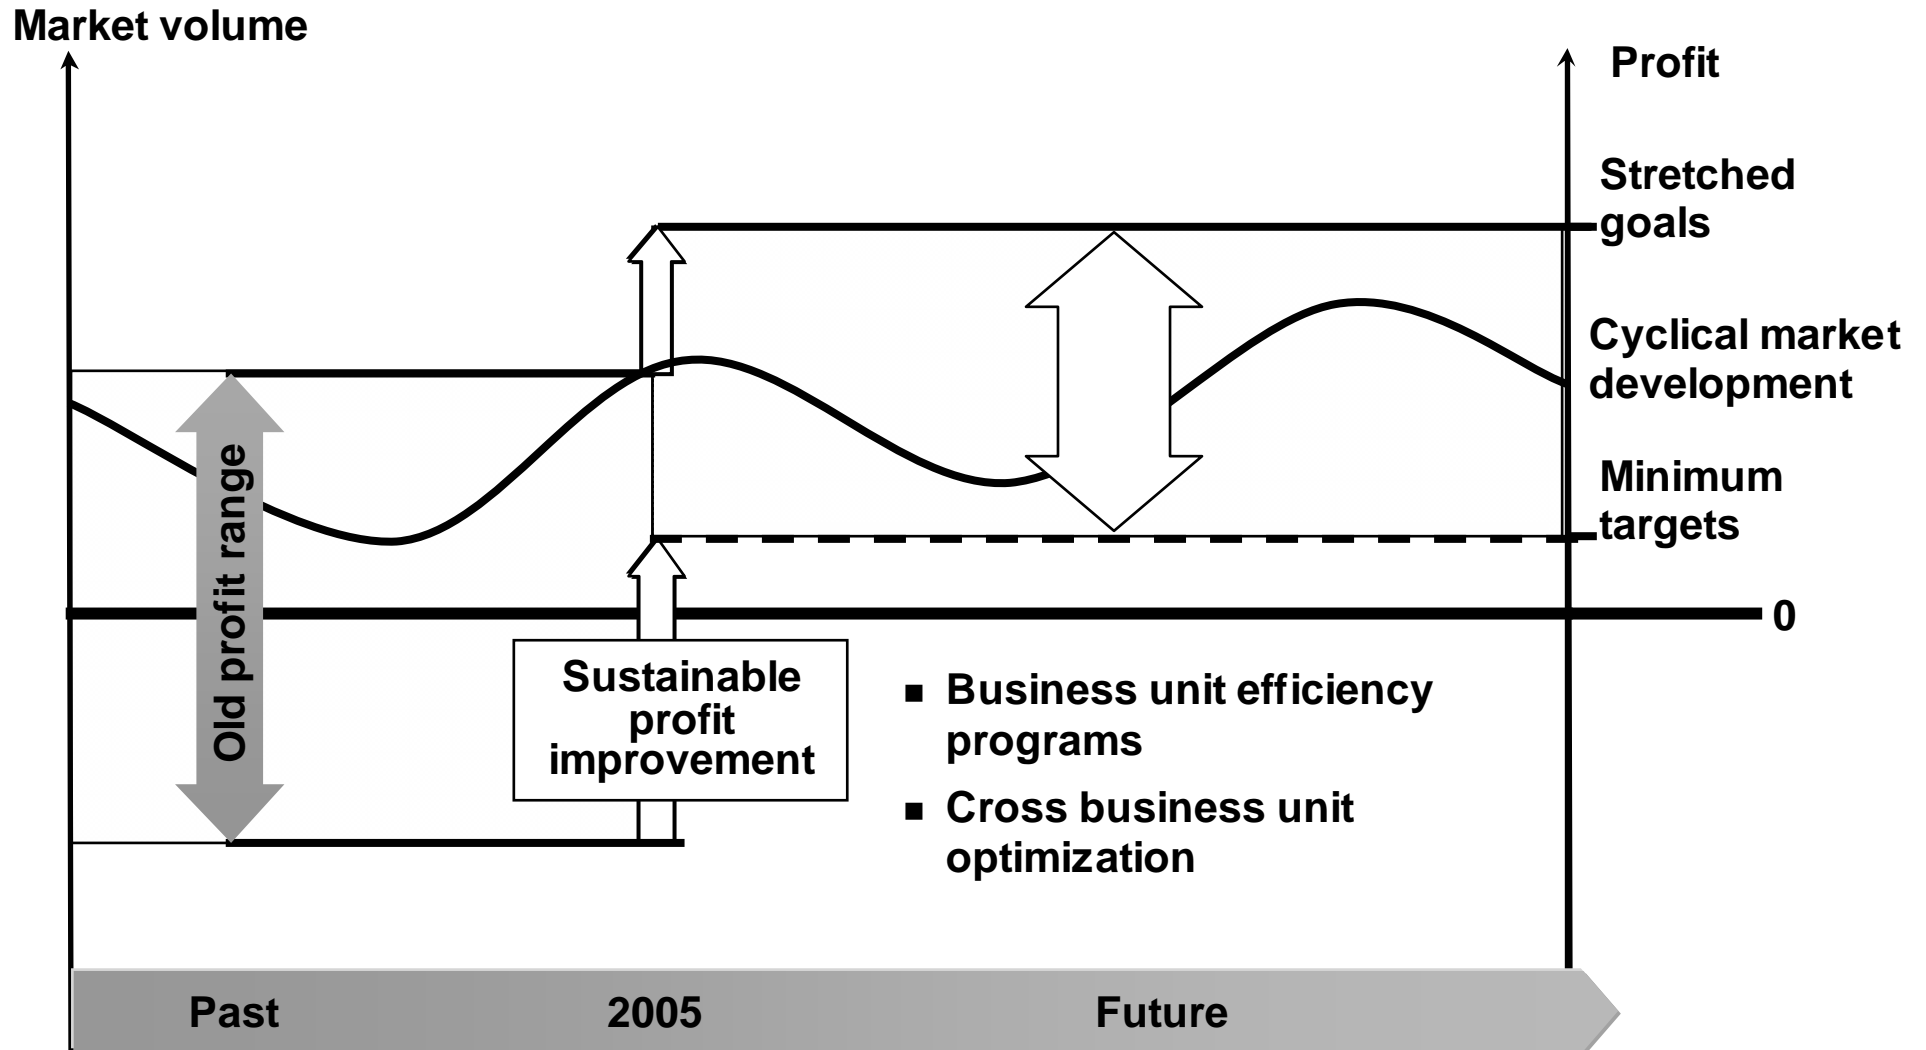 Market volume
Profit
Stretched
goals
Cyclical market
development
Minimum
targets
0
Old profit range
Sustainable
profit
improvement
■ Business unit efficiency
programs
■ Cross business unit
optimization
Past
2005
Future